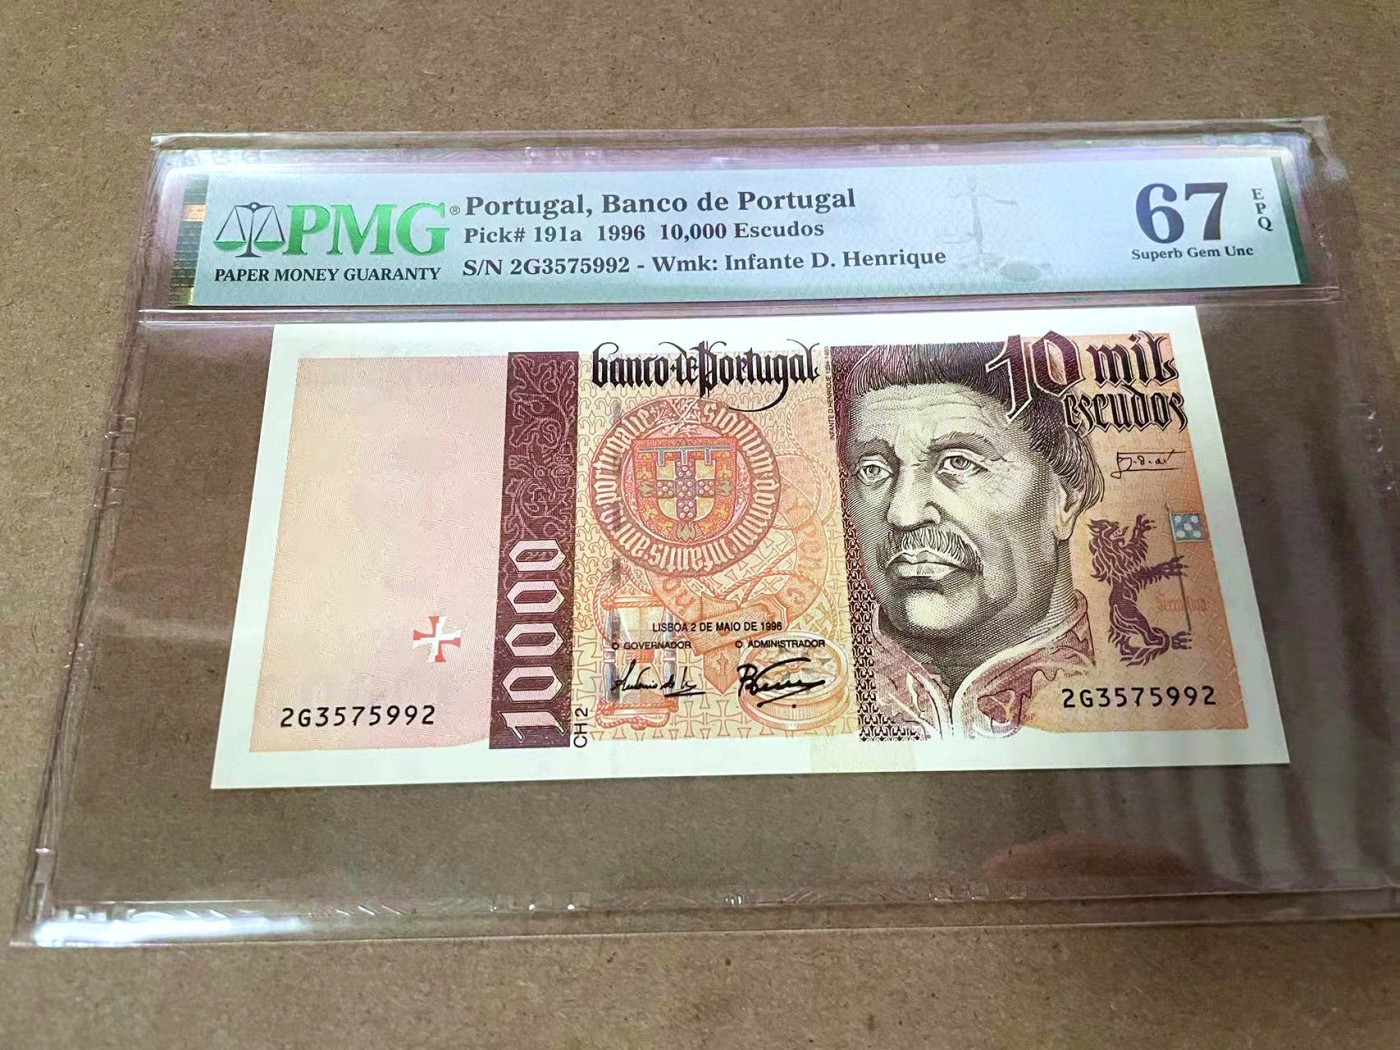 PMG®
PAPER MONEY GUARANTY
Portugal, Banco de Portugal
Pick# 191a 1996 10,000 Escudos
S/N 2G3575992 - Wmk: Infante D. Henrique
67
EPQ
Superb Gem Unc
banco de Portugal
10 mil
escudos
10000
LISBOA 2 DE MAIO DE 1996
O GOVERNADOR O ADMINISTRADOR
2G3575992
CH 12
2G3575992